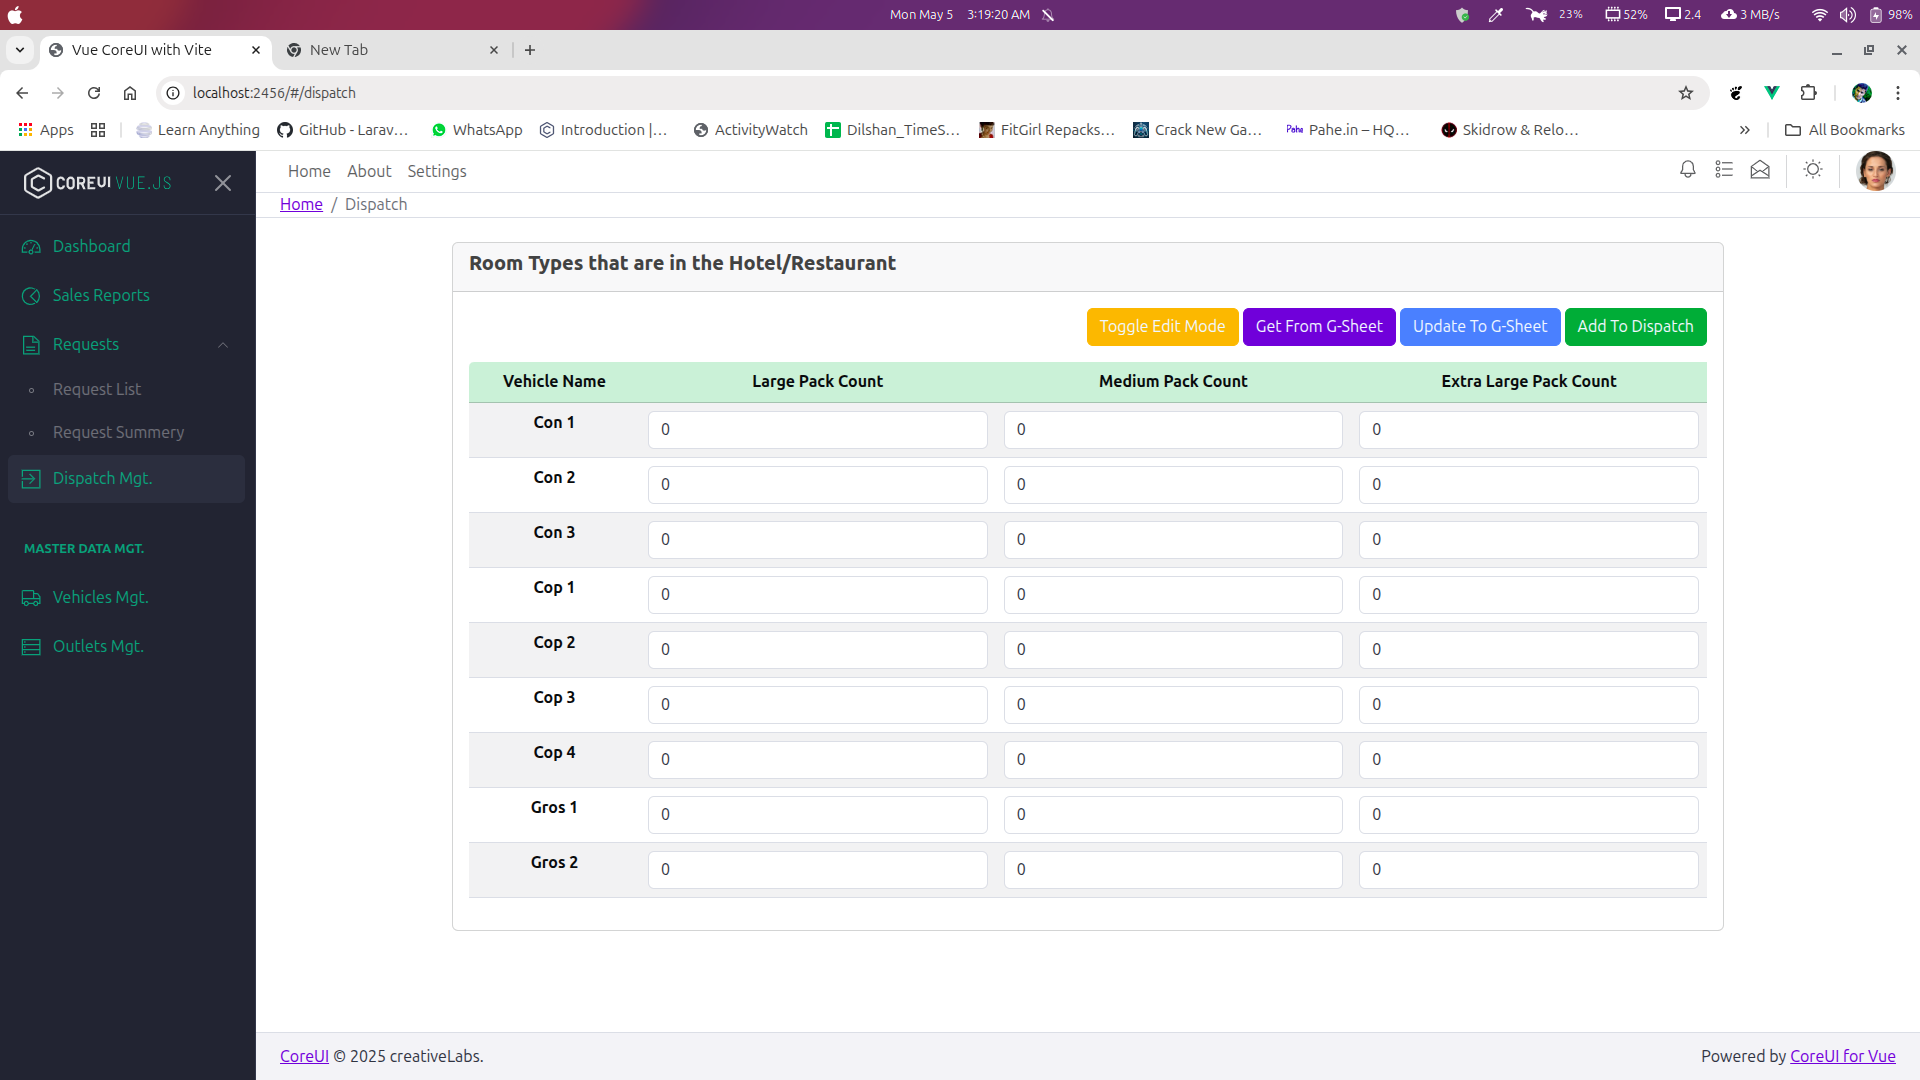 Mon May 5 3:19:20 AM 23% 52% 2.4 3 MB/s 98%
Vue CoreUI with Vite New Tab
localhost:2456/#/dispatch
Apps Learn Anything GitHub - Larav... WhatsApp Introduction |... ActivityWatch Dilshan_TimeS... FitGirl Repacks... Crack New Ga... Pahe Pahe.in – HQ... Skidrow & Relo... » All Bookmarks
COREUI VUE.JS
Home About Settings
Home / Dispatch
Dashboard
Sales Reports
Requests
Request List
Request Summery
Dispatch Mgt.
MASTER DATA MGT.
Vehicles Mgt.
Outlets Mgt.
Room Types that are in the Hotel/Restaurant
Toggle Edit Mode Get From G-Sheet Update To G-Sheet Add To Dispatch
Vehicle Name Large Pack Count Medium Pack Count Extra Large Pack Count
Con 1 0 0 0
Con 2 0 0 0
Con 3 0 0 0
Cop 1 0 0 0
Cop 2 0 0 0
Cop 3 0 0 0
Cop 4 0 0 0
Gros 1 0 0 0
Gros 2 0 0 0
CoreUI © 2025 creativeLabs. Powered by CoreUI for Vue